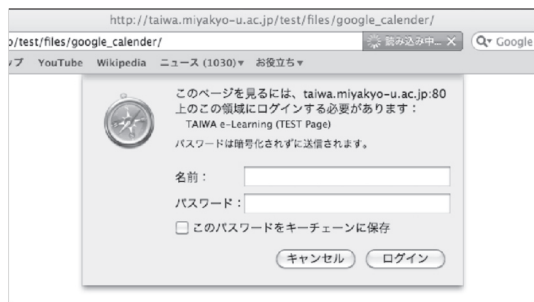 http://taiwa.miyakyo-u.ac.jp/test/files/google_calender/
o/test/files/google_calender/ 読み込み中… × Q▾ Google
ップ YouTube Wikipedia ニュース (1030)▾ お役立ち▾
このページを見るには、taiwa.miyakyo-u.ac.jp:80
上のこの領域にログインする必要があります：
TAIWA e-Learning (TEST Page)
パスワードは暗号化されずに送信されます。
名前：
パスワード：
このパスワードをキーチェーンに保存
キャンセル ログイン